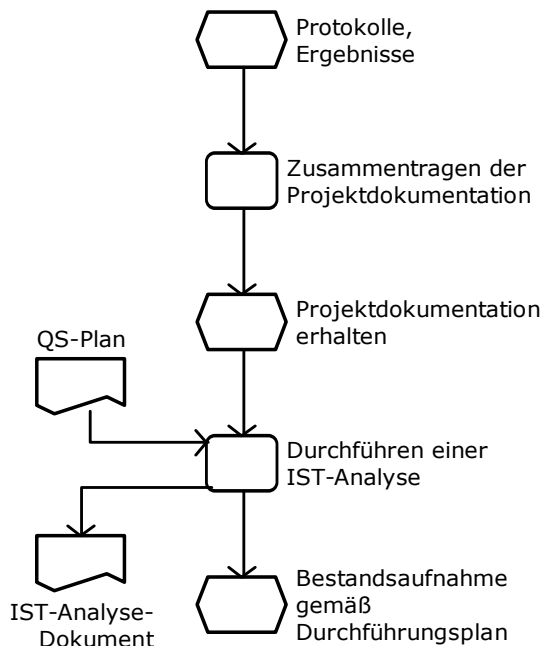 Protokolle,
Ergebnisse
Zusammentragen der
Projektdokumentation
Projektdokumentation
erhalten
QS-Plan
Durchführen einer
IST-Analyse
IST-Analyse-
Dokument
Bestandsaufnahme
gemäß
Durchführungsplan